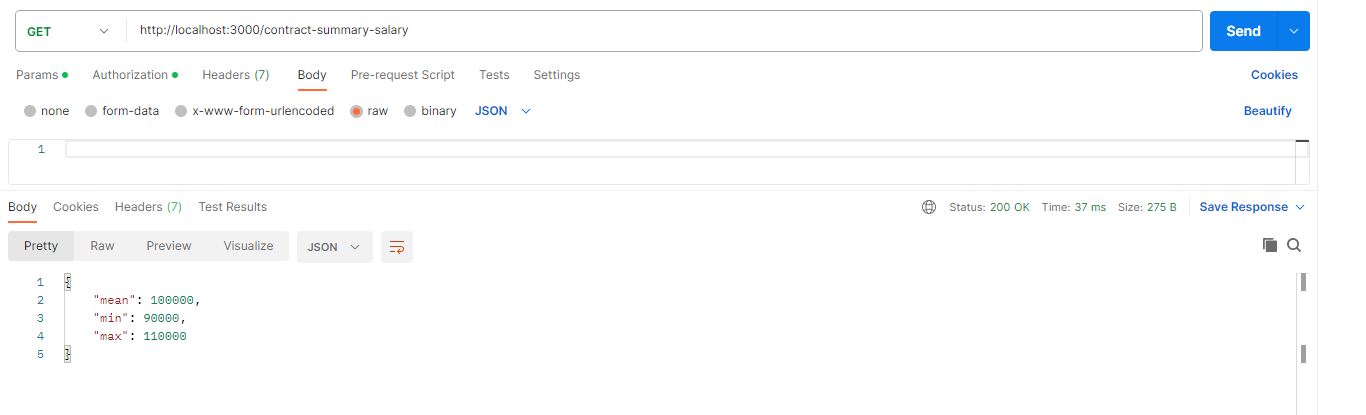 GET http://localhost:3000/contract-summary-salary Send
Params Authorization Headers (7) Body Pre-request Script Tests Settings Cookies
none form-data x-www-form-urlencoded raw binary JSON Beautify
1
Body Cookies Headers (7) Test Results Status: 200 OK Time: 37 ms Size: 275 B Save Response
Pretty Raw Preview Visualize JSON
1 {
2 "mean": 100000,
3 "min": 90000,
4 "max": 110000
5 }